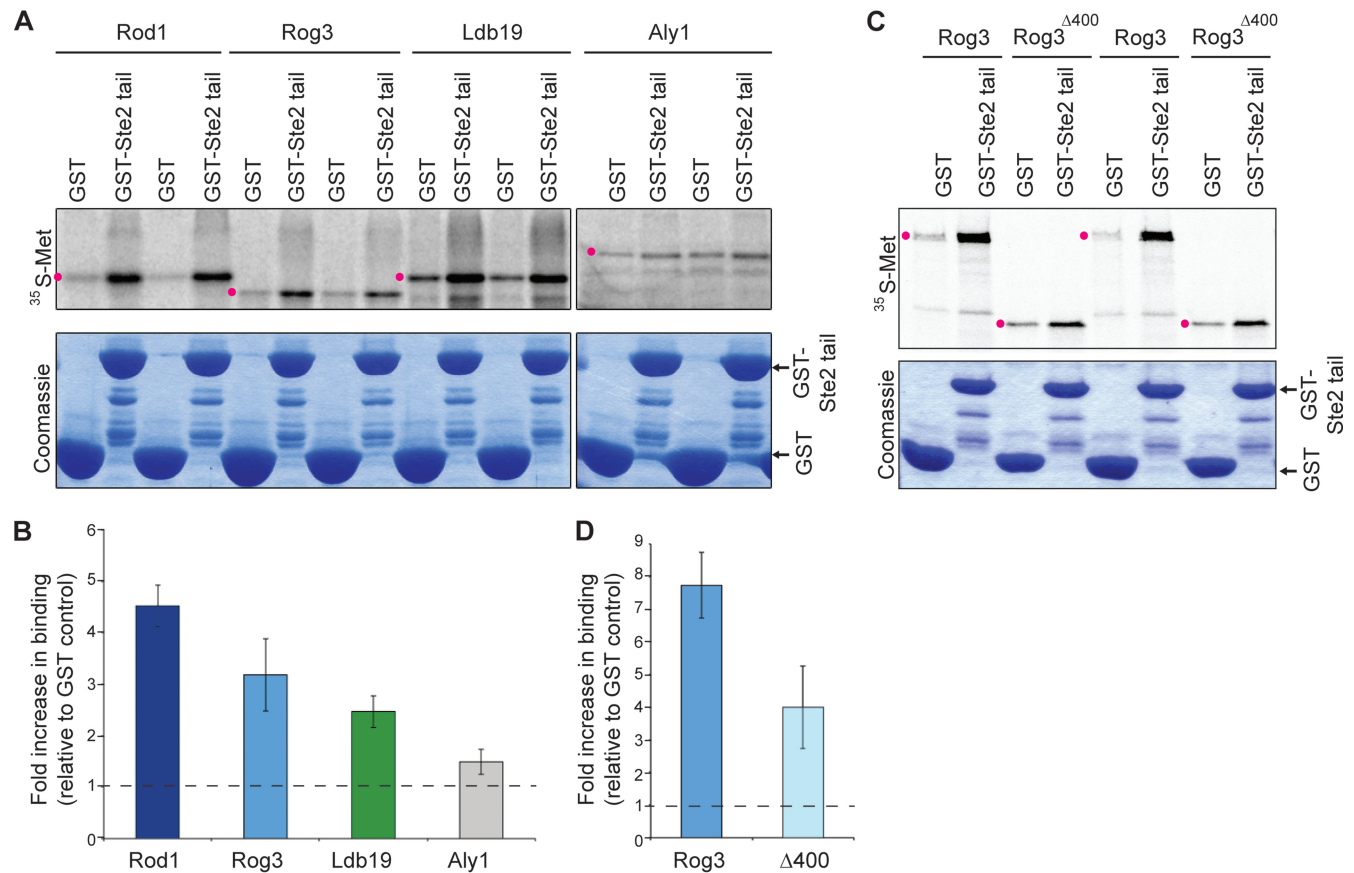 A
Rod1 Rog3 Ldb19 Aly1
GST GST-Ste2 tail GST GST-Ste2 tail GST GST-Ste2 tail GST GST-Ste2 tail GST GST-Ste2 tail GST GST-Ste2 tail GST GST-Ste2 tail GST GST-Ste2 tail
35 S-Met
Coomassie
GST-
Ste2 tail
GST
B
Fold increase in binding
(relative to GST control)
6
5
4
3
2
1
0
Rod1 Rog3 Ldb19 Aly1
C
Rog3 Rog3Δ400 Rog3 Rog3Δ400
GST GST-Ste2 tail GST GST-Ste2 tail GST GST-Ste2 tail GST GST-Ste2 tail
35 S-Met
Coomassie
GST-
Ste2 tail
GST
D
Fold increase in binding
(relative to GST control)
9
8
7
6
5
4
3
2
1
0
Rog3 Δ400